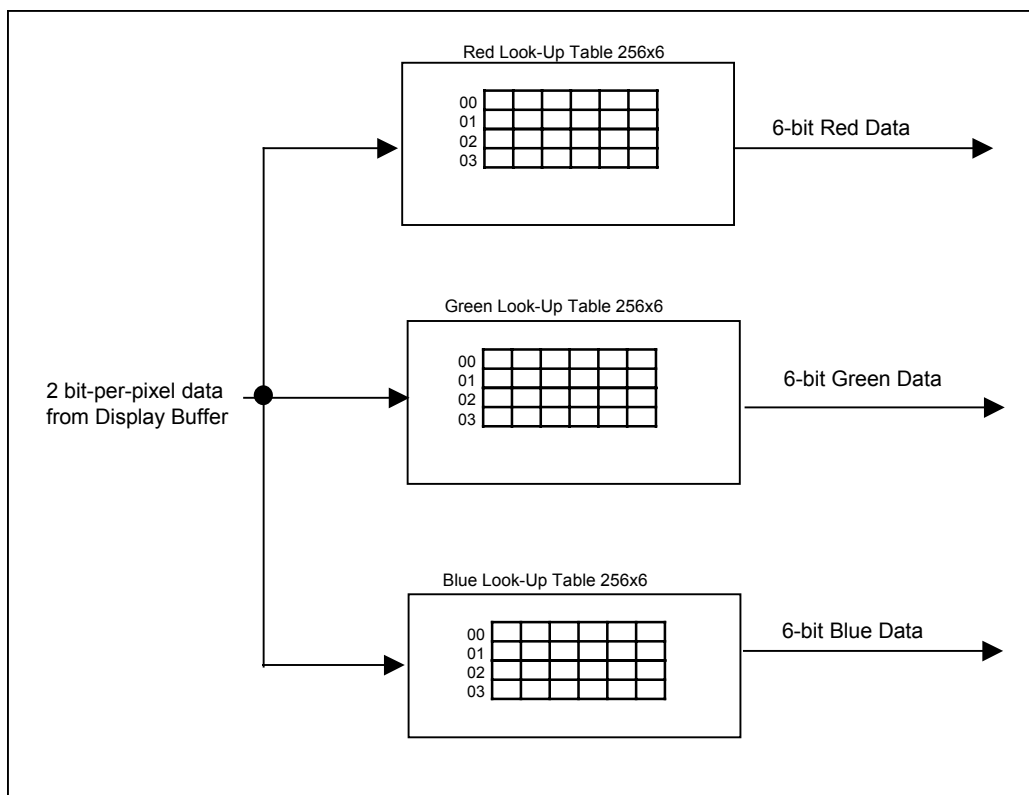 Red Look-Up Table 256x6
00
01
02
03
6-bit Red Data
Green Look-Up Table 256x6
00
01
02
03
6-bit Green Data
2 bit-per-pixel data
from Display Buffer
Blue Look-Up Table 256x6
00
01
02
03
6-bit Blue Data